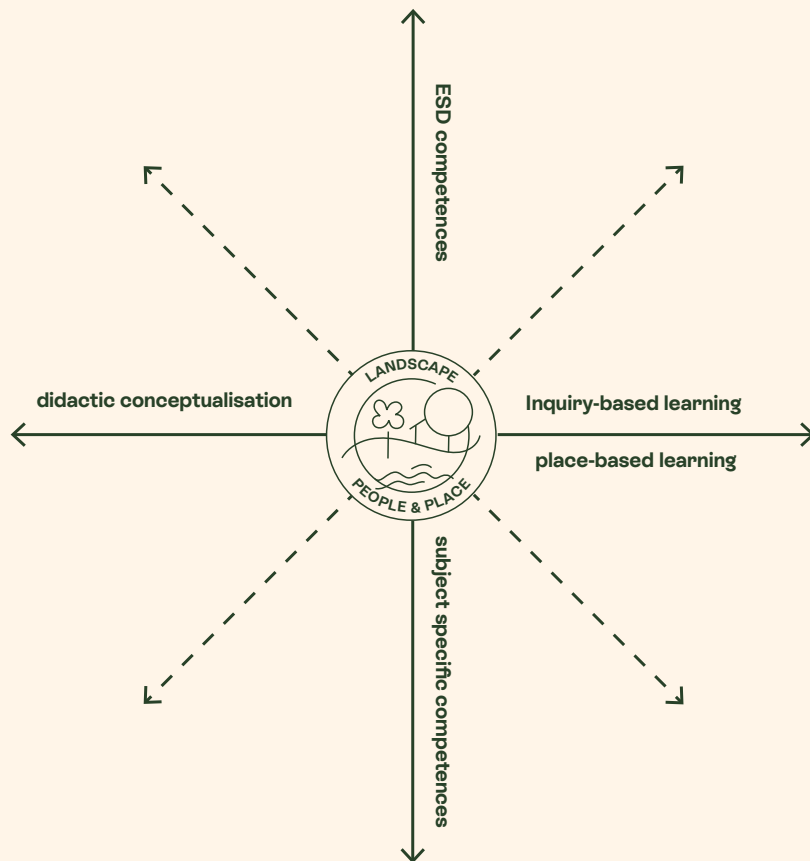 ESD competences
LANDSCAPE
didactic conceptualisation
Inquiry-based learning
place-based learning
PEOPLE & PLACE
subject specific competences